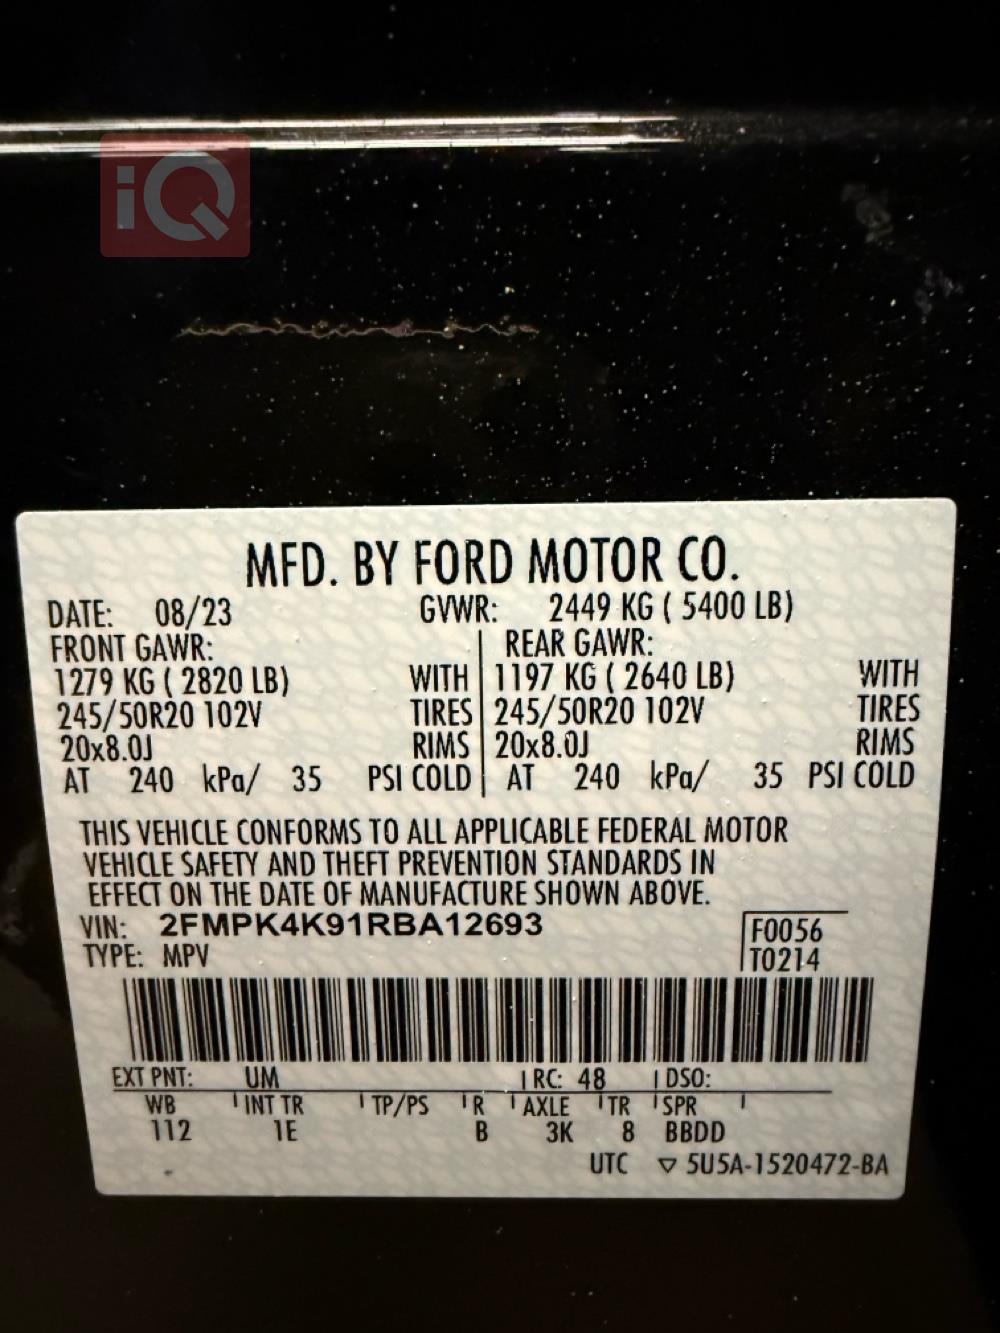 iQ
MFD. BY FORD MOTOR CO.
DATE: 08/23 GVWR: 2449 KG ( 5400 LB)
FRONT GAWR: REAR GAWR:
1279 KG ( 2820 LB) WITH 1197 KG ( 2640 LB) WITH
245/50R20 102V TIRES 245/50R20 102V TIRES
20x8.0J RIMS 20x8.0J RIMS
AT 240 kPa/ 35 PSI COLD AT 240 kPa/ 35 PSI COLD
THIS VEHICLE CONFORMS TO ALL APPLICABLE FEDERAL MOTOR
VEHICLE SAFETY AND THEFT PREVENTION STANDARDS IN
EFFECT ON THE DATE OF MANUFACTURE SHOWN ABOVE.
VIN: 2FMPK4K91RBA12693 F0056
TYPE: MPV T0214
EXT PNT: UM RC: 48 DSO:
WB INT TR TP/PS R AXLE TR SPR
112 1E B 3K 8 BBDD
UTC ▽ 5U5A-1520472-BA